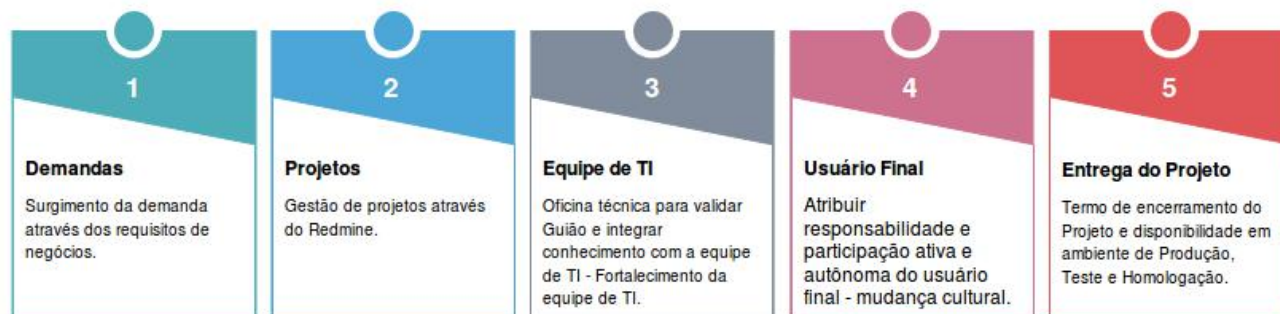 1
Demandas
Surgimento da demanda
através dos requisitos de
negócios.
2
Projetos
Gestão de projetos através
do Redmine.
3
Equipe de TI
Oficina técnica para validar
Guião e integrar
conhecimento com a equipe
de TI - Fortalecimento da
equipe de TI.
4
Usuário Final
Atribuir
responsabilidade e
participação ativa e
autônoma do usuário
final - mudança cultural.
5
Entrega do Projeto
Termo de encerramento do
Projeto e disponibilidade em
ambiente de Produção,
Teste e Homologação.